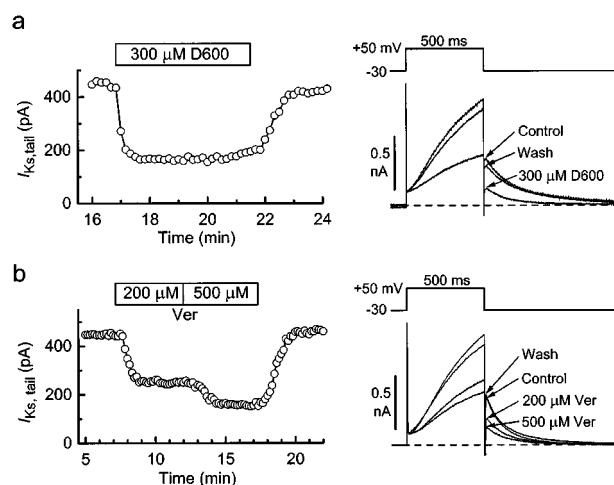 a
300 µM D600
I Ks,tail (pA)
400
200
0
16 18 20 22 24
Time (min)
+50 mV
500 ms
-30
0.5
nA
Control
Wash
300 µM D600
b
200 µM 500 µM
Ver
I Ks, tail (pA)
400
200
0
5 10 15 20
Time (min)
+50 mV
500 ms
-30
0.5
nA
Wash
Control
200 µM Ver
500 µM Ver